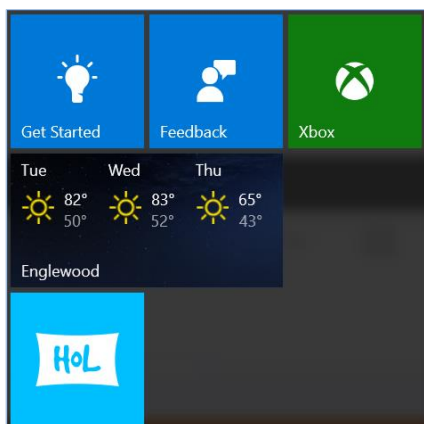 Get Started
Feedback
Xbox
Tue Wed Thu
82° 83° 65°
50° 52° 43°
Englewood
HOL